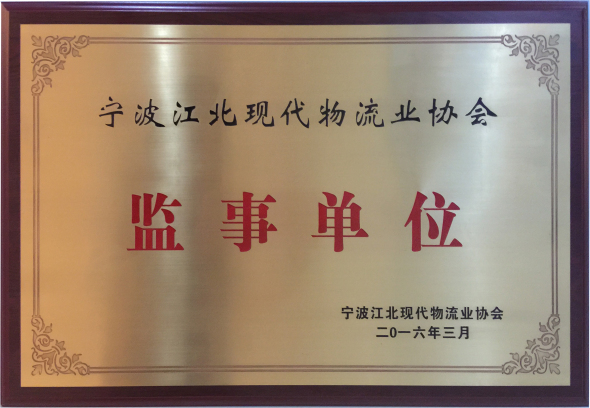 宁波江北现代物流业协会
监事单位
宁波江北现代物流业协会
二0一六年三月